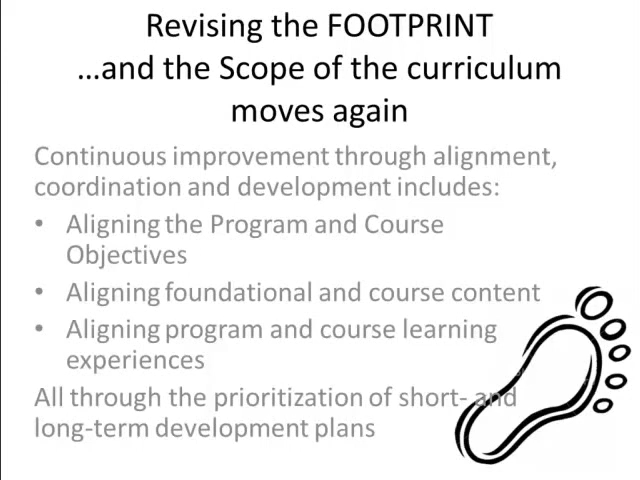 Revising the FOOTPRINT
…and the Scope of the curriculum
moves again
Continuous improvement through alignment,
coordination and development includes:
• Aligning the Program and Course
Objectives
• Aligning foundational and course content
• Aligning program and course learning
experiences
All through the prioritization of short- and
long-term development plans